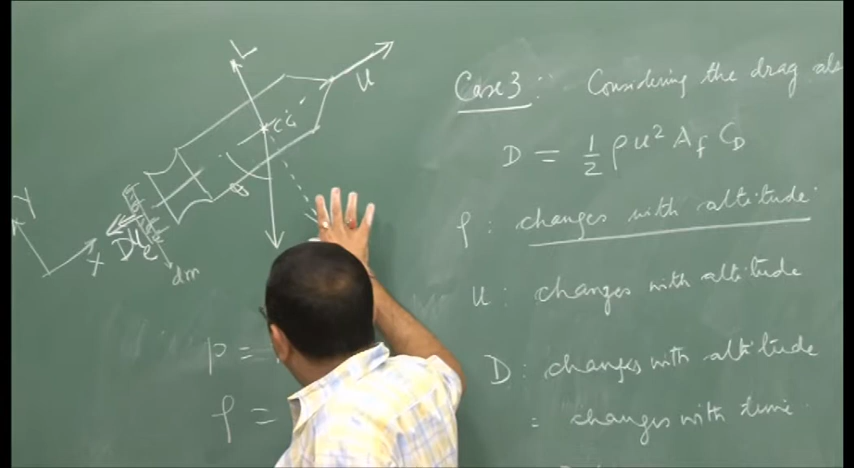 L
u
CG
θ
Y
X
D
u_e
dm
P =
ρ =
Case 3 : Considering the drag als
D = 1/2 ρ u² A_f C_D
ρ : changes with altitude.
u : changes with altitude
D : changes with altitude
= changes with time